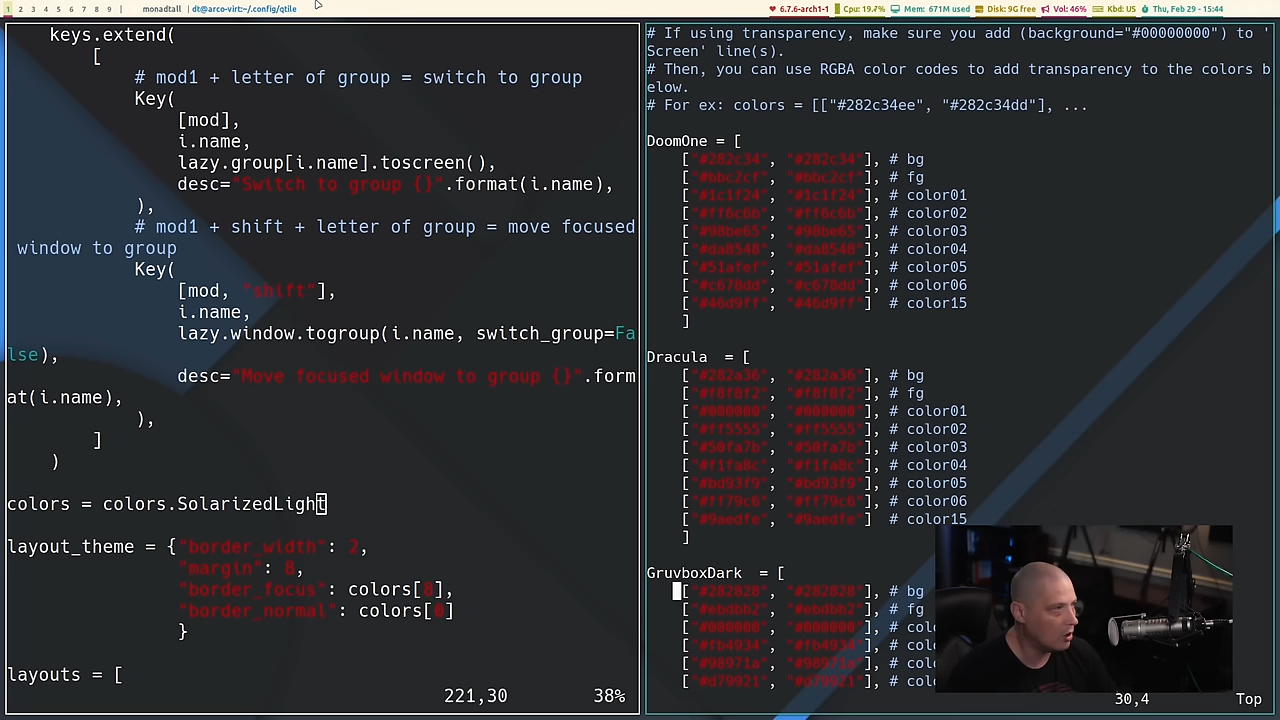 1 2 3 4 5 6 7 8 9 | monadtall | dt@arco-virt:~/.config/qtile
♥ 6.7.6-arch1-1 Cpu: 19.7% Mem: 671M used Disk: 9G free Vol: 46% Kbd: US Thu, Feb 29 - 15:44
keys.extend(
[
# mod1 + letter of group = switch to group
Key(
[mod],
i.name,
lazy.group[i.name].toscreen(),
desc="Switch to group {}".format(i.name),
),
# mod1 + shift + letter of group = move focused
window to group
Key(
[mod, "shift"],
i.name,
lazy.window.togroup(i.name, switch_group=Fa
lse),
desc="Move focused window to group {}".form
at(i.name),
),
]
)
colors = colors.SolarizedLight
layout_theme = {"border_width": 2,
"margin": 8,
"border_focus": colors[8],
"border_normal": colors[0]
}
layouts = [
221,30 38%
# If using transparency, make sure you add (background="#00000000") to '
Screen' line(s).
# Then, you can use RGBA color codes to add transparency to the colors b
elow.
# For ex: colors = [["#282c34ee", "#282c34dd"], ...
DoomOne = [
["#282c34", "#282c34"], # bg
["#bbc2cf", "#bbc2cf"], # fg
["#1c1f24", "#1c1f24"], # color01
["#ff6c6b", "#ff6c6b"], # color02
["#98be65", "#98be65"], # color03
["#da8548", "#da8548"], # color04
["#51afef", "#51afef"], # color05
["#c678dd", "#c678dd"], # color06
["#46d9ff", "#46d9ff"] # color15
]
Dracula = [
["#282a36", "#282a36"], # bg
["#f8f8f2", "#f8f8f2"], # fg
["#000000", "#000000"], # color01
["#ff5555", "#ff5555"], # color02
["#50fa7b", "#50fa7b"], # color03
["#f1fa8c", "#f1fa8c"], # color04
["#bd93f9", "#bd93f9"], # color05
["#ff79c6", "#ff79c6"], # color06
["#9aedfe", "#9aedfe"] # color15
]
GruvboxDark = [
["#282828", "#282828"], # bg
["#ebdbb2", "#ebdbb2"], # fg
["#000000", "#000000"], # colo
["#fb4934", "#fb4934"], # colo
["#98971a", "#98971a"], # colo
["#d79921", "#d79921"], # colo
30,4 Top